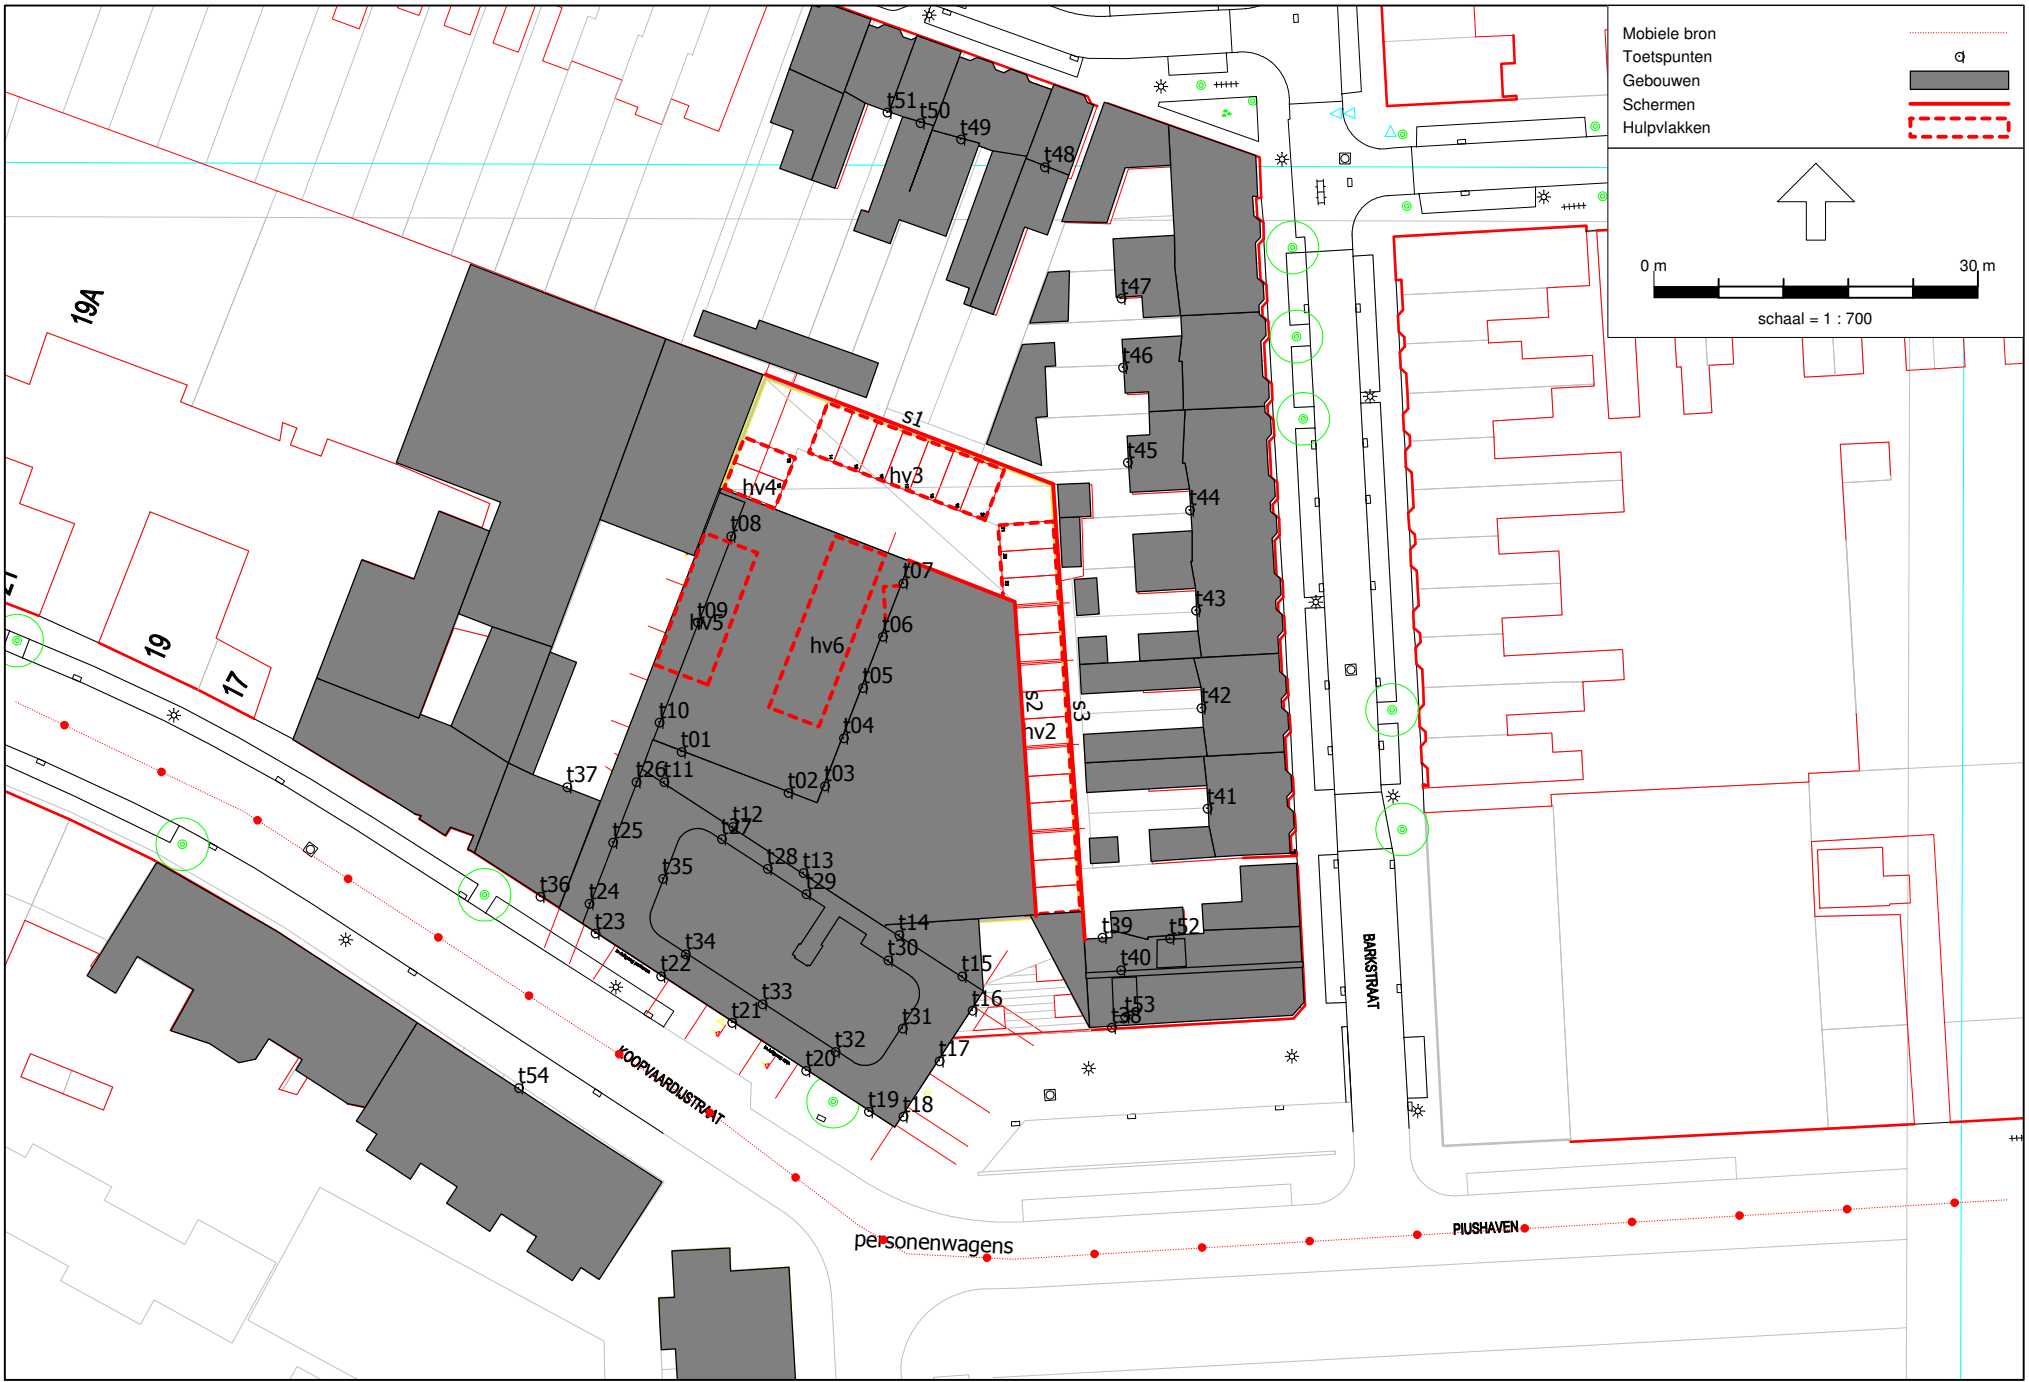 Mobiele bron
Toetspunten
Gebouwen
Schermen
Hulpvlakken
0 m
30 m
schaal = 1 : 700
t51
t50
t49
t48
t47
19A
t46
s1
t45
hv3
hv4
t44
t08
t07
t09
hv5
t43
t06
hv6
19
17
t05
s2
s3
t42
t10
hv2
t04
t01
t37
t26
t11
t02
t03
t41
t12
t27
t25
t28
t13
t35
t29
t36
t24
t23
t14
t39
t52
t34
t30
BARKSTRAAT
t22
t15
t40
t33
t16
t53
t38
t21
t31
t32
t17
t20
KOOPVAARDIJSTRAAT
t54
t19
t18
personenwagens
PIUSHAVEN